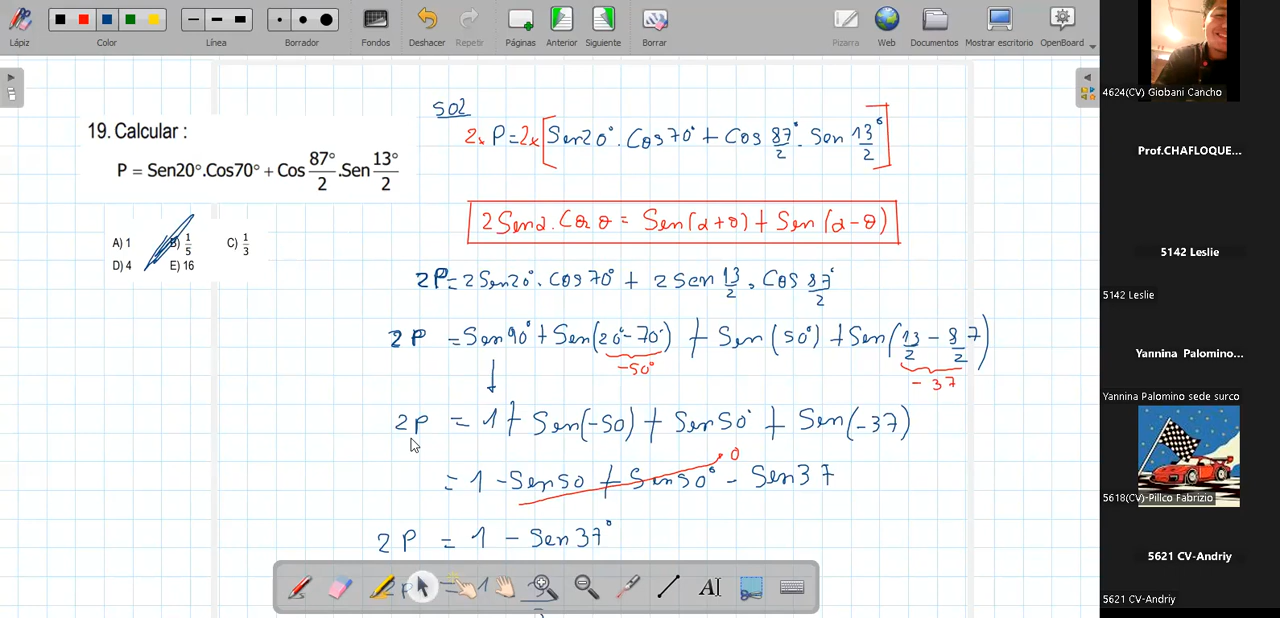 Lápiz Color Línea Borrador Fondos Deshacer Repetir Páginas Anterior Siguiente Borrar Pizarra Web Documentos Mostrar escritorio OpenBoard
19. Calcular :
P = Sen20°.Cos70° + Cos 87°/2 .Sen 13°/2
A) 1 B) 1/5 C) 1/3
D) 4 E) 16
SOL
2x P=2x[Sen20°.Cos70° + Cos 87°/2 . Sen 13°/2]
2Senα.Cosθ = Sen(α+θ) + Sen(α-θ)
2P=2Sen20°.Cos70° + 2Sen 13/2 . Cos 87°/2
2P =Sen90°+Sen(20°-70°) + Sen(50°) +Sen(13/2 - 87/2)
-50° - 37
2P = 1 + Sen(-50) + Sen50° + Sen(-37)
0
= 1 -Sen50 + Sen50° - Sen37
2P = 1 - Sen37°
4624(CV) Giobani Cancho
Prof.CHAFLOQUE...
5142 Leslie
5142 Leslie
Yannina Palomino...
Yannina Palomino sede surco
5618(CV)-Pillco Fabrizio
5621 CV-Andriy
5621 CV-Andriy